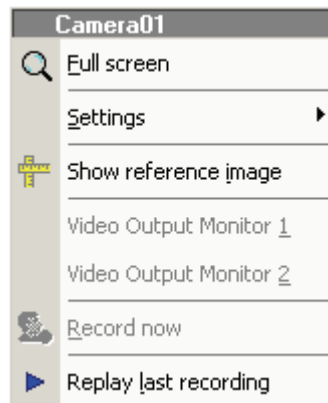 Camera01
Full screen
Settings
Show reference image
Video Output Monitor 1
Video Output Monitor 2
Record now
Replay last recording